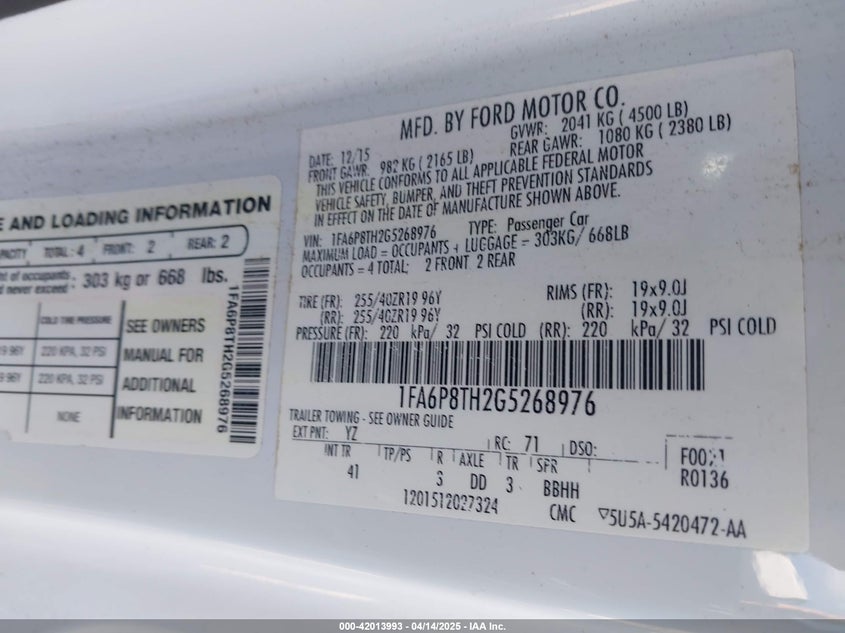 E AND LOADING INFORMATION
TOTAL: 4 FRONT: 2 REAR: 2
303 kg or 668 lbs.
COLD TIRE PRESSURE
220 KPA, 32 PSI
220 KPA, 32 PSI
NONE
SEE OWNERS
MANUAL FOR
ADDITIONAL
INFORMATION
1FA6P8TH2G5268976
MFD. BY FORD MOTOR CO.
DATE: 12/15 GVWR: 2041 KG ( 4500 LB)
FRONT GAWR: 982 KG ( 2165 LB) REAR GAWR: 1080 KG ( 2380 LB)
THIS VEHICLE CONFORMS TO ALL APPLICABLE FEDERAL MOTOR
VEHICLE SAFETY, BUMPER, AND THEFT PREVENTION STANDARDS
IN EFFECT ON THE DATE OF MANUFACTURE SHOWN ABOVE.
VIN: 1FA6P8TH2G5268976 TYPE: Passenger Car
MAXIMUM LOAD = OCCUPANTS + LUGGAGE = 303KG/ 668LB
OCCUPANTS = 4 TOTAL; 2 FRONT 2 REAR
TIRE (FR): 255/40ZR19 96Y RIMS (FR): 19x9.0J
(RR): 255/40ZR19 96Y (RR): 19x9.0J
PRESSURE (FR): 220 kPa/ 32 PSI COLD (RR): 220 kPa/ 32 PSI COLD
1FA6P8TH2G5268976
TRAILER TOWING - SEE OWNER GUIDE
EXT PNT: YZ RC: 71 DSO:
INT TR TP/PS R AXLE TR SPR
41 3 DD 3 BBHH
R0136
1201512027324 CMC 5U5A-5420472-AA
000-42013993 - 04/14/2025 - IAA Inc.